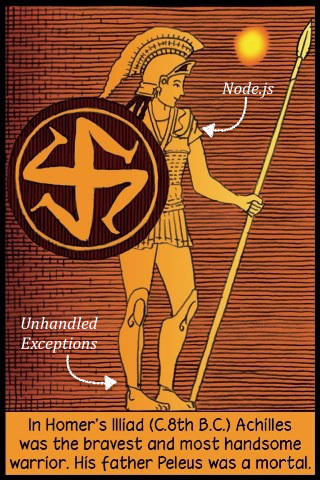 Node.js
Unhandled
Exceptions
In Homer's Illiad (C.8th B.C.) Achilles
was the bravest and most handsome
warrior. His father Peleus was a mortal.